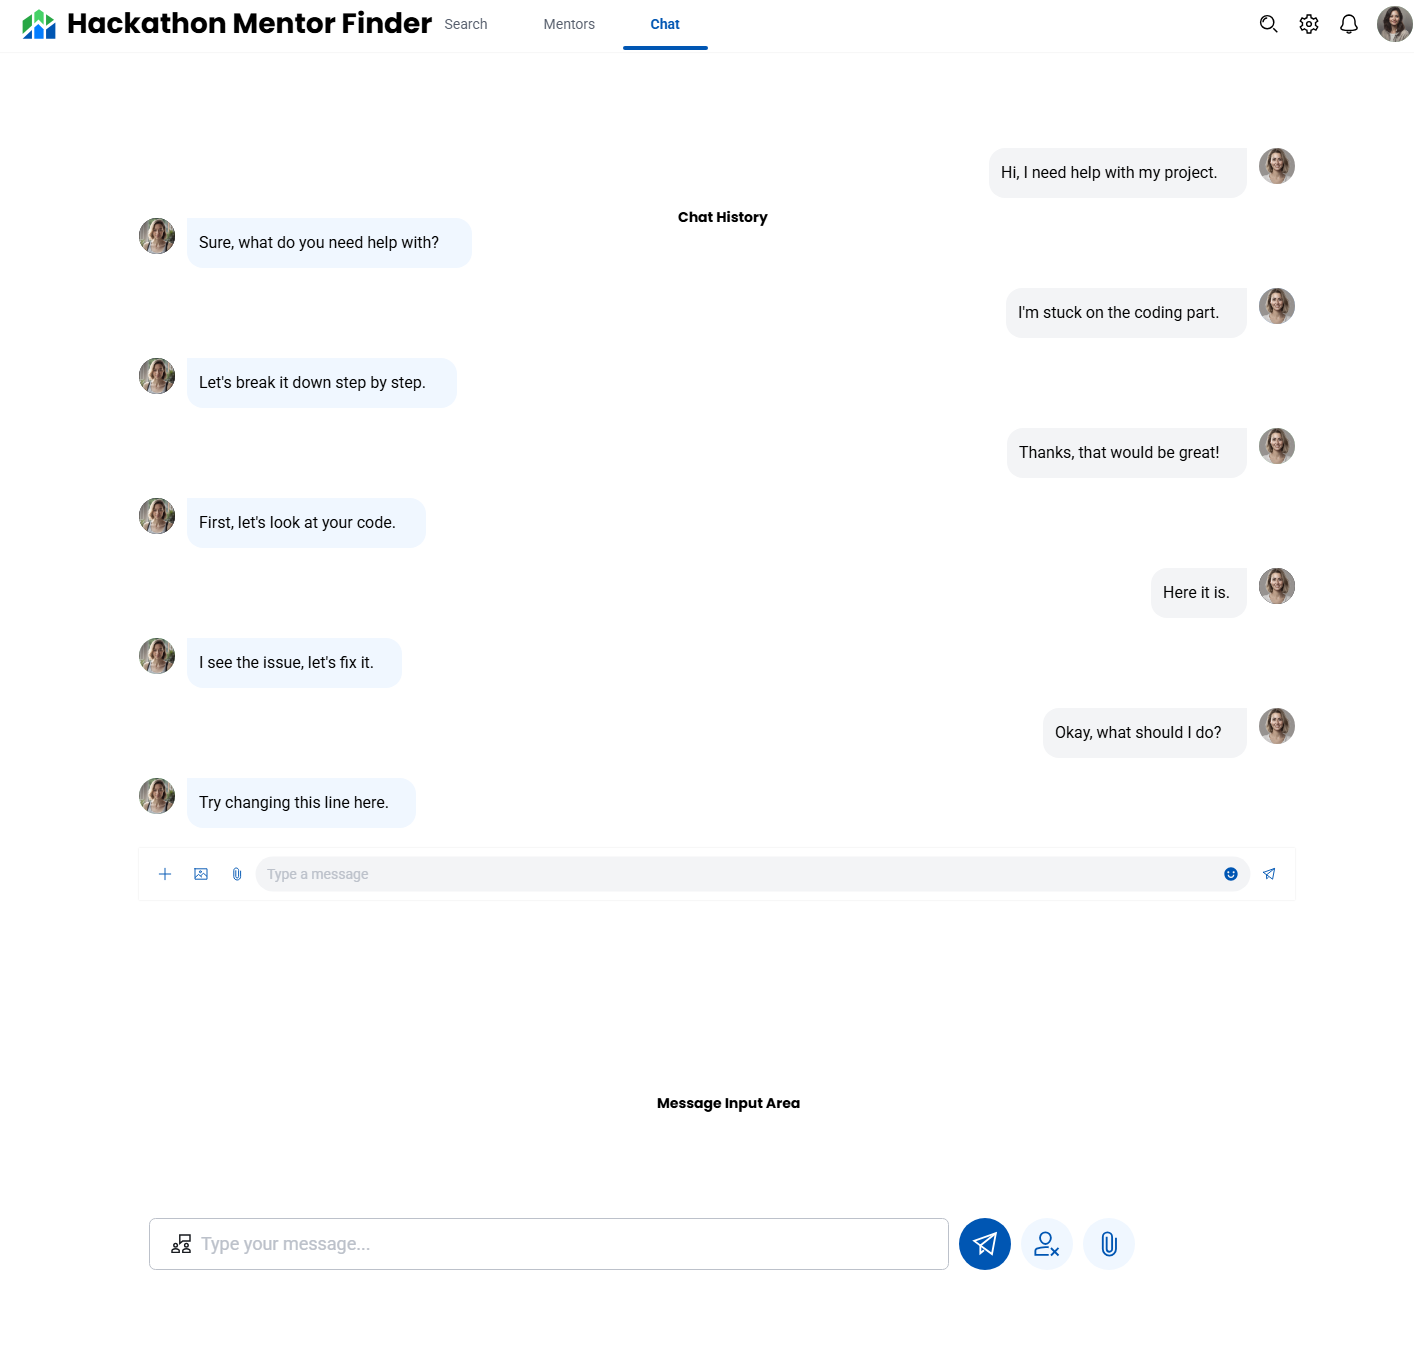 Hackathon Mentor Finder
Search
Mentors
Chat
Hi, I need help with my project.
Chat History
Sure, what do you need help with?
I'm stuck on the coding part.
Let's break it down step by step.
Thanks, that would be great!
First, let's look at your code.
Here it is.
I see the issue, let's fix it.
Okay, what should I do?
Try changing this line here.
Type a message
Message Input Area
Type your message...